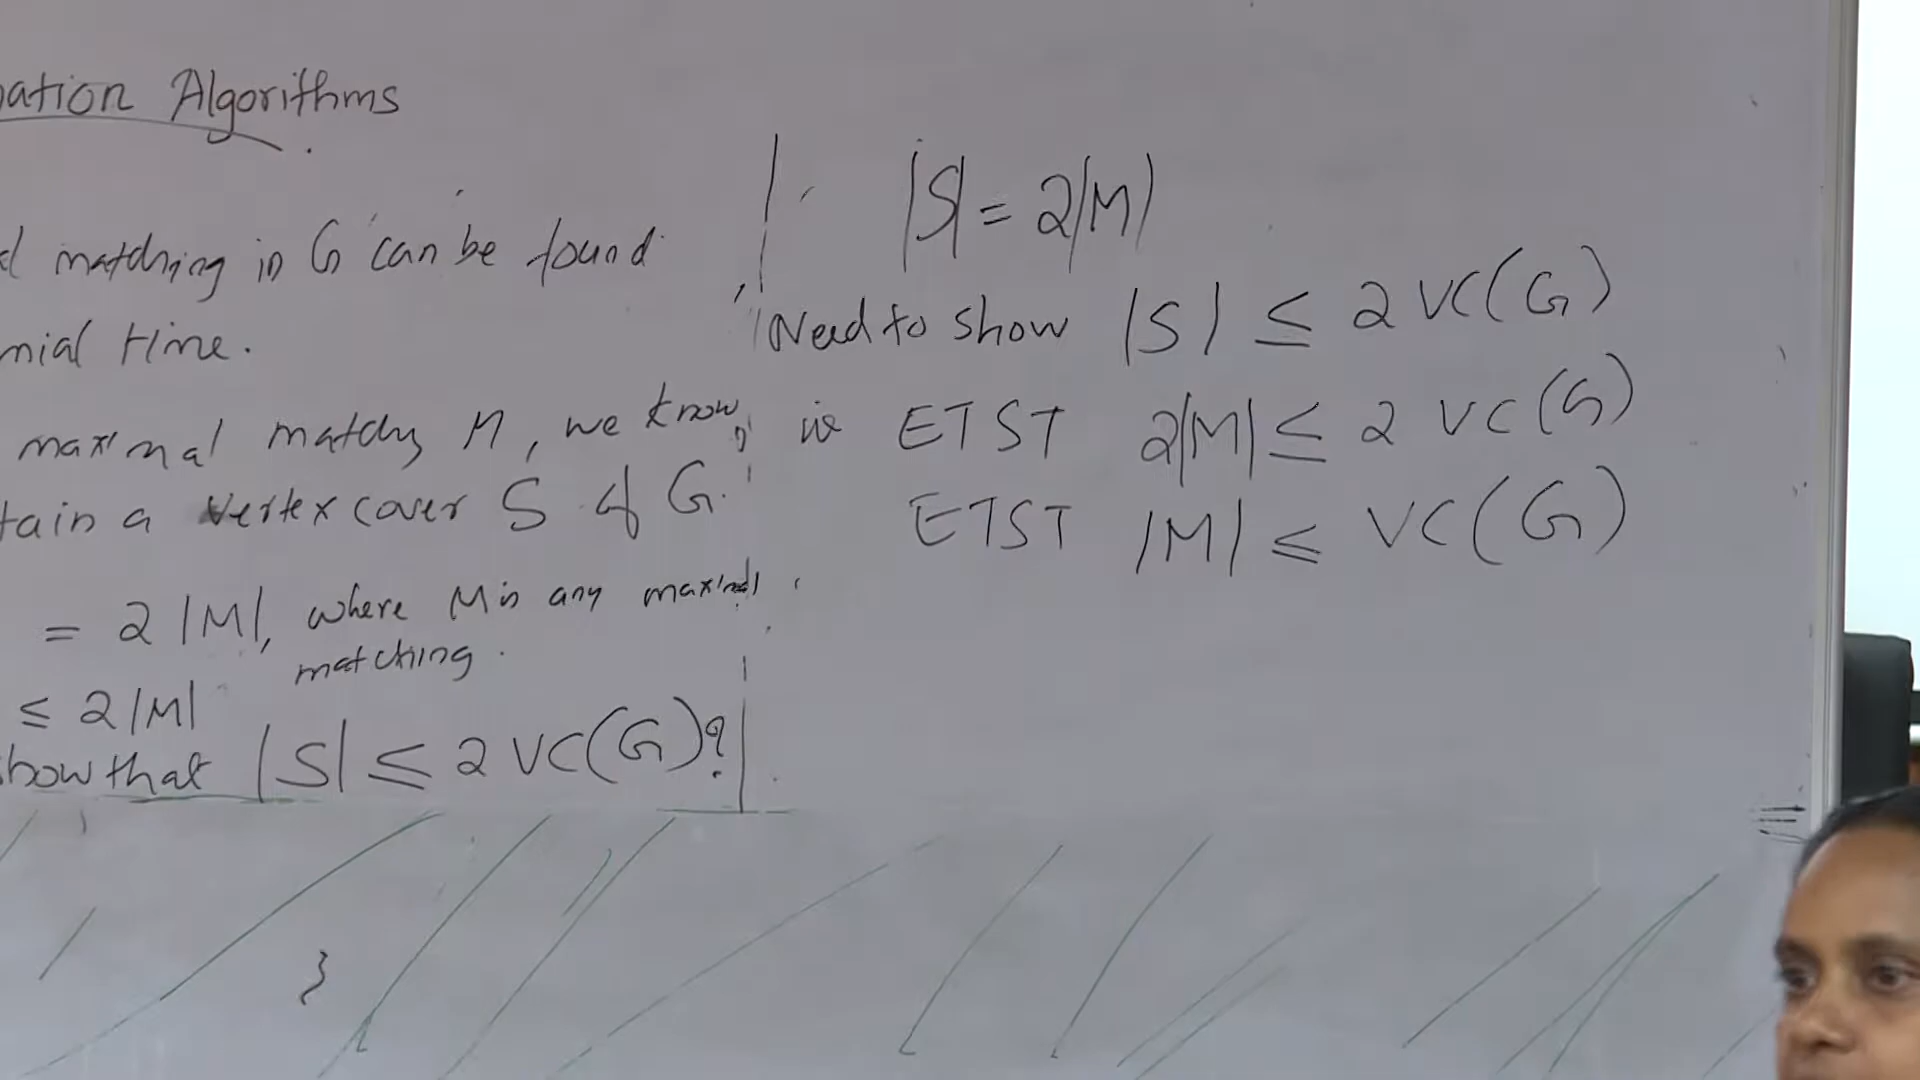 ation Algorithms
matching in G can be found
mial time.
maximal matching M, we know
tain a vertex cover S of G.
= 2|M|, where M is any maximal
matching.
≤ 2|M|
show that |S| ≤ 2 VC(G)?
|S| = 2|M|
Need to show |S| ≤ 2 VC(G)
ie ETST 2|M| ≤ 2 VC(G)
ETST |M| ≤ VC(G)